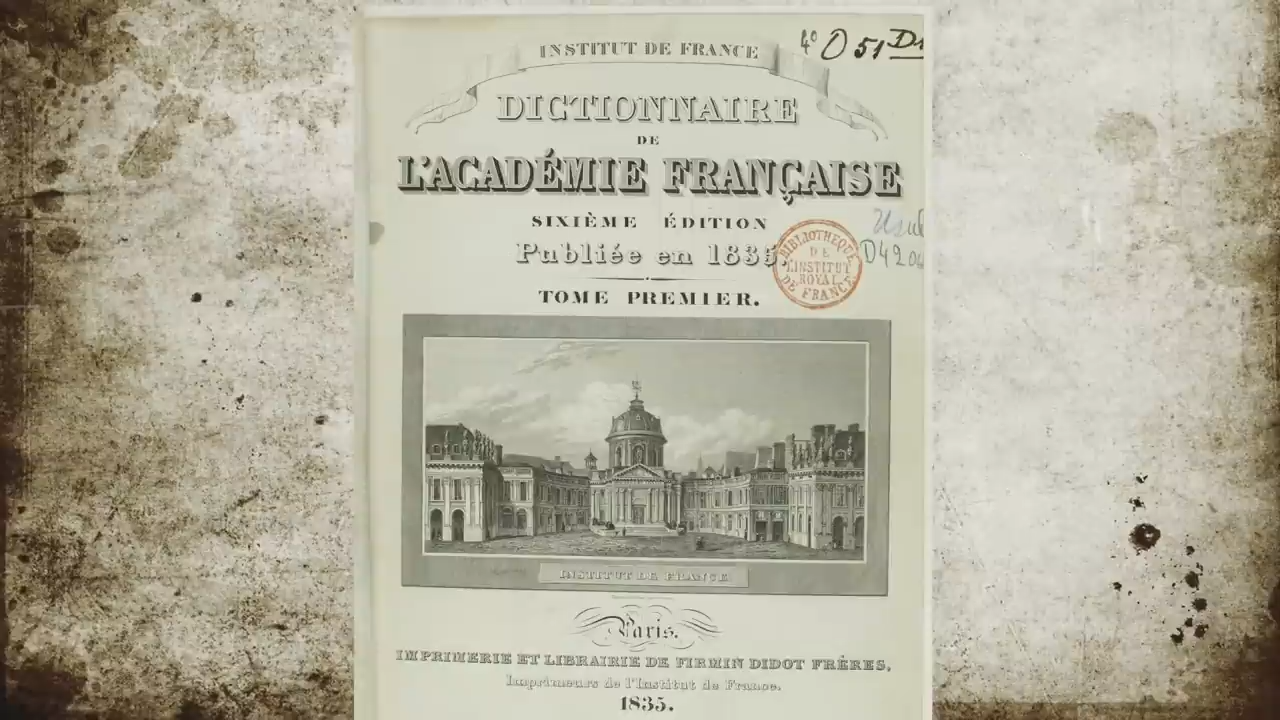 INSTITUT DE FRANCE
4° O 51 D
DICTIONNAIRE
DE
L'ACADÉMIE FRANÇAISE
SIXIÈME ÉDITION
Publiée en 1835.
BIBLIOTHEQUE
DE
L'INSTITUT
ROYAL
DE FRANCE
TOME PREMIER.
INSTITUT DE FRANCE
Paris.
IMPRIMERIE ET LIBRAIRIE DE FIRMIN DIDOT FRÈRES,
Imprimeurs de l'Institut de France.
1835.